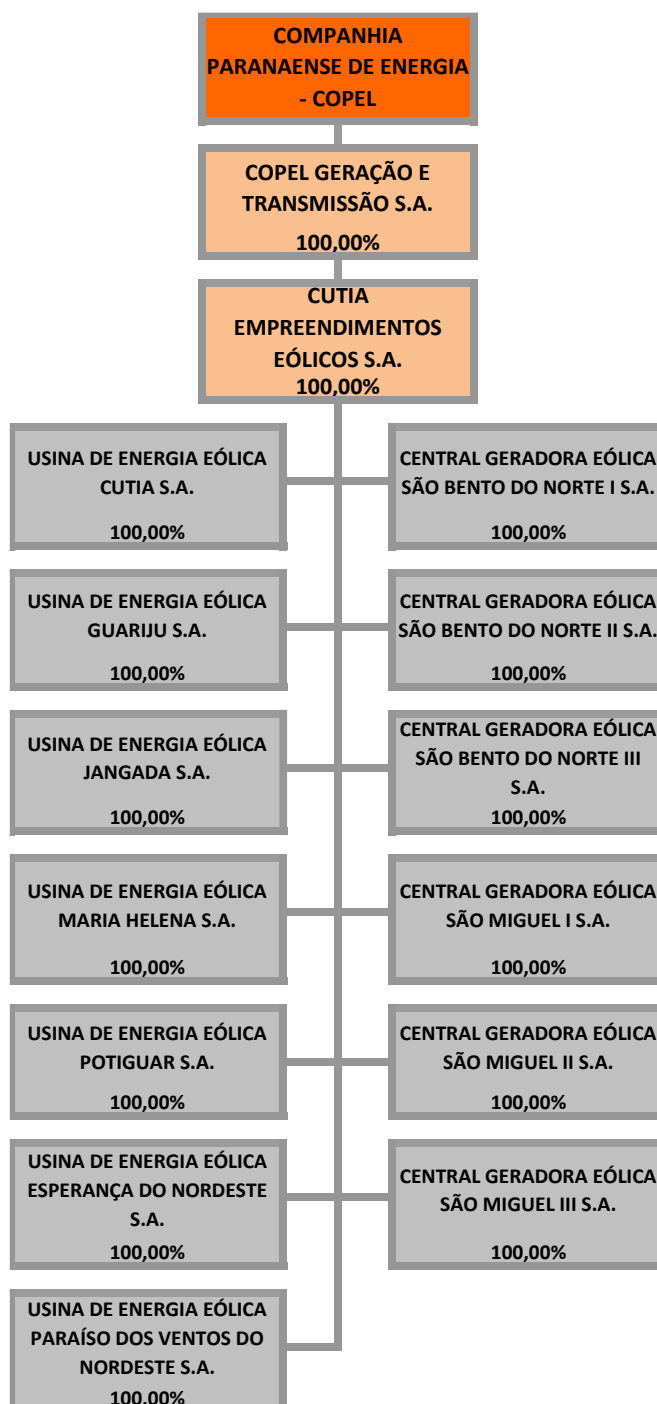 COMPANHIA
PARANAENSE DE ENERGIA
- COPEL
COPEL GERAÇÃO E
TRANSMISSÃO S.A.
100,00%
CUTIA
EMPREENDIMENTOS
EÓLICOS S.A.
100,00%
USINA DE ENERGIA EÓLICA
CUTIA S.A.
100,00%
CENTRAL GERADORA EÓLICA
SÃO BENTO DO NORTE I S.A.
100,00%
USINA DE ENERGIA EÓLICA
GUARIJU S.A.
100,00%
CENTRAL GERADORA EÓLICA
SÃO BENTO DO NORTE II S.A.
100,00%
USINA DE ENERGIA EÓLICA
JANGADA S.A.
100,00%
CENTRAL GERADORA EÓLICA
SÃO BENTO DO NORTE III
S.A.
100,00%
USINA DE ENERGIA EÓLICA
MARIA HELENA S.A.
100,00%
CENTRAL GERADORA EÓLICA
SÃO MIGUEL I S.A.
100,00%
USINA DE ENERGIA EÓLICA
POTIGUAR S.A.
100,00%
CENTRAL GERADORA EÓLICA
SÃO MIGUEL II S.A.
100,00%
USINA DE ENERGIA EÓLICA
ESPERANÇA DO NORDESTE
S.A.
100,00%
CENTRAL GERADORA EÓLICA
SÃO MIGUEL III S.A.
100,00%
USINA DE ENERGIA EÓLICA
PARAÍSO DOS VENTOS DO
NORDESTE S.A.
100,00%